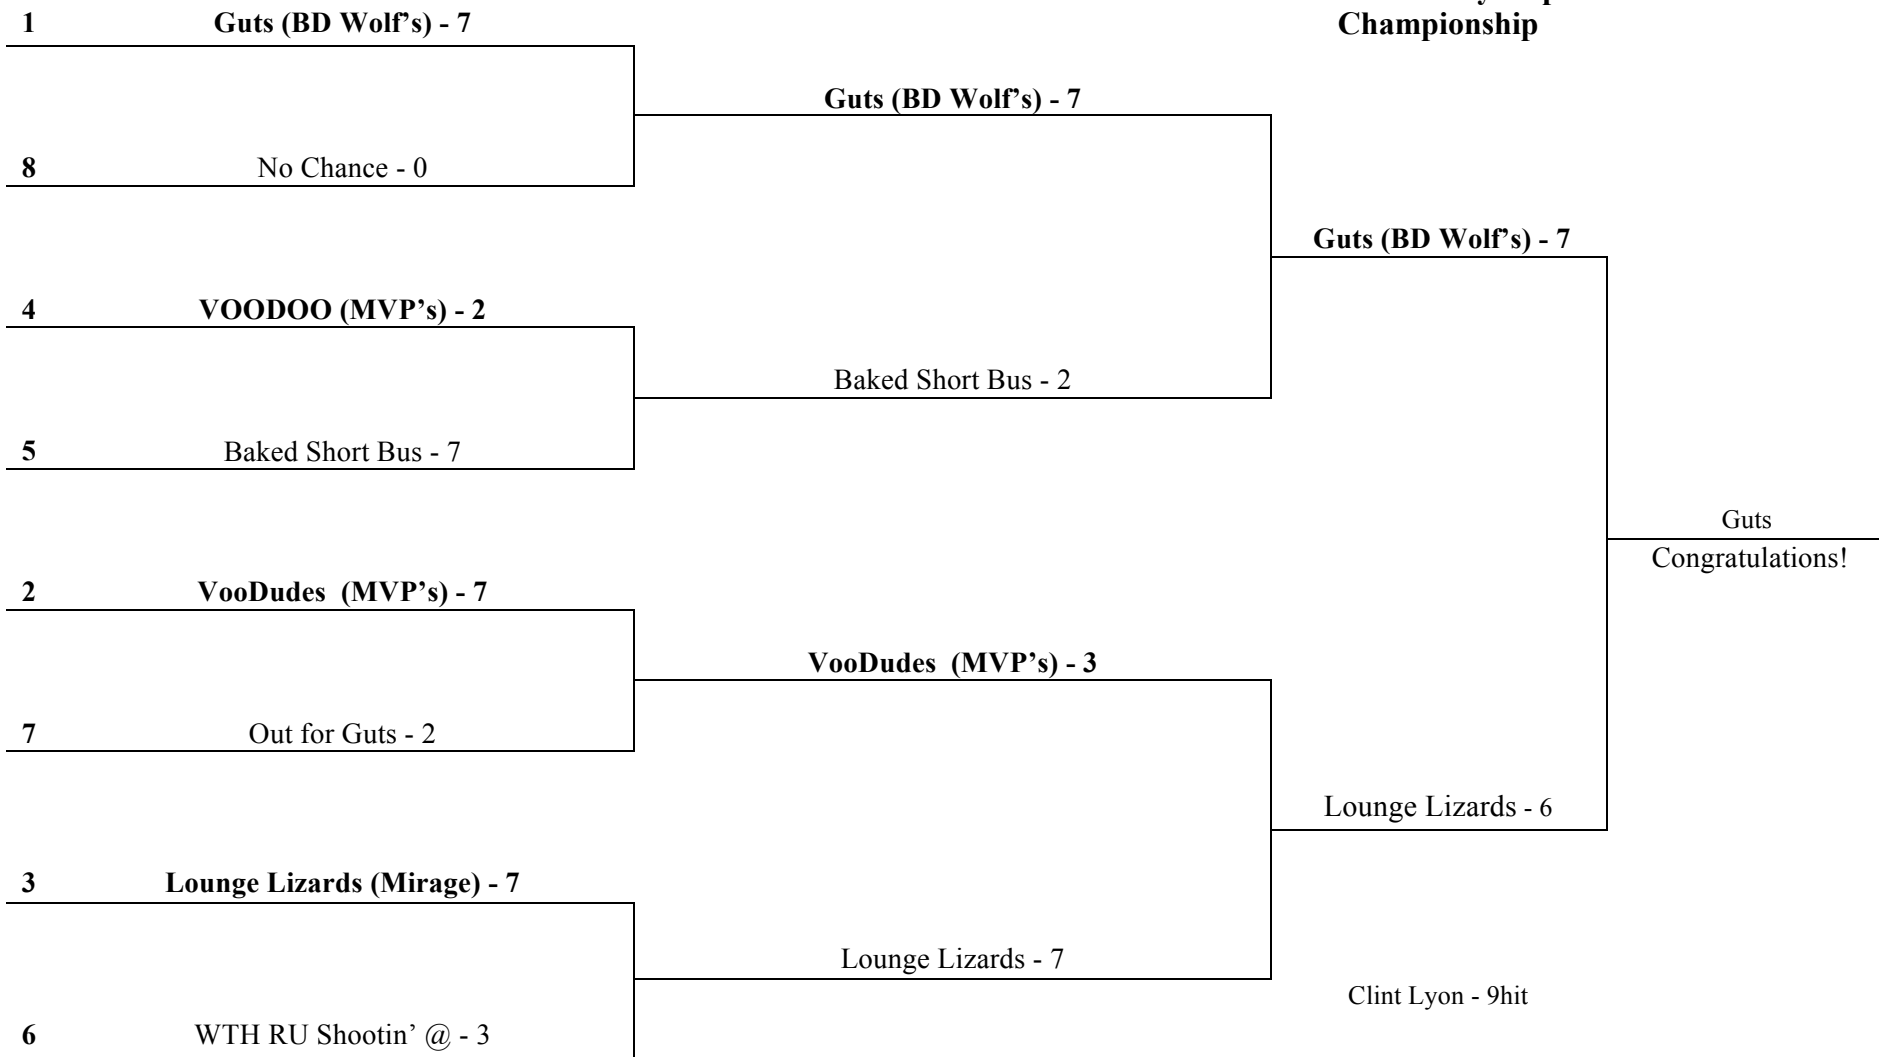 Championship
1 Guts (BD Wolf’s) - 7
Guts (BD Wolf’s) - 7
8 No Chance - 0
Guts (BD Wolf’s) - 7
4 VOODOO (MVP’s) - 2
Baked Short Bus - 2
5 Baked Short Bus - 7
Guts
Congratulations!
2 VooDudes (MVP’s) - 7
VooDudes (MVP’s) - 3
7 Out for Guts - 2
Lounge Lizards - 6
3 Lounge Lizards (Mirage) - 7
Lounge Lizards - 7
Clint Lyon - 9hit
6 WTH RU Shootin’ @ - 3